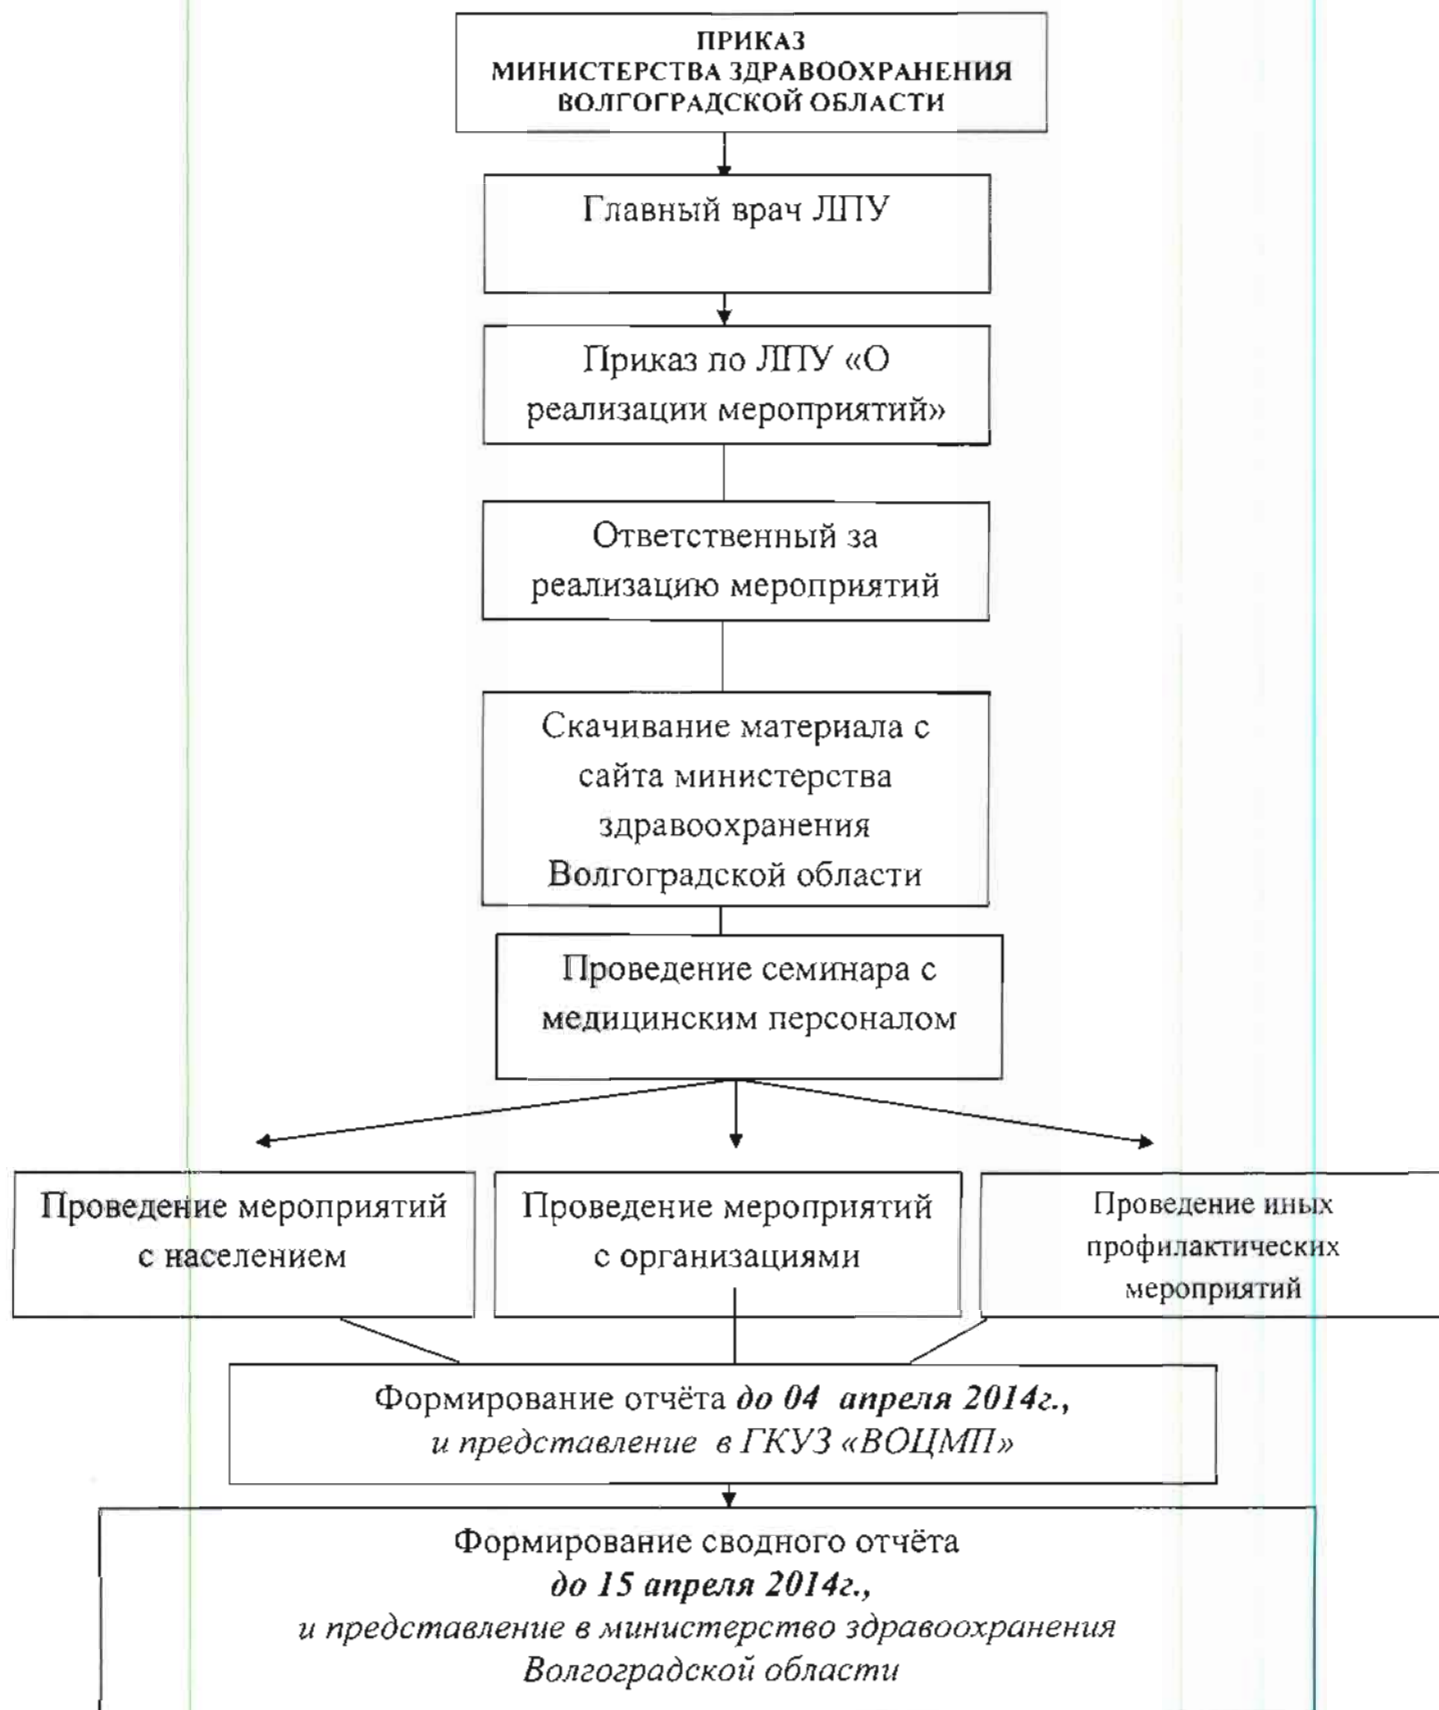 ПРИКАЗ
МИНИСТЕРСТВА ЗДРАВООХРАНЕНИЯ
ВОЛГОГРАДСКОЙ ОБЛАСТИ
Главный врач ЛПУ
Приказ по ЛПУ «О
реализации мероприятий»
Ответственный за
реализацию мероприятий
Скачивание материала с
сайта министерства
здравоохранения
Волгоградской области
Проведение семинара с
медицинским персоналом
Проведение мероприятий
с населением
Проведение мероприятий
с организациями
Проведение иных
профилактических
мероприятий
Формирование отчёта до 04 апреля 2014г.,
и представление в ГКУЗ «ВОЦМП»
Формирование сводного отчёта
до 15 апреля 2014г.,
и представление в министерство здравоохранения
Волгоградской области